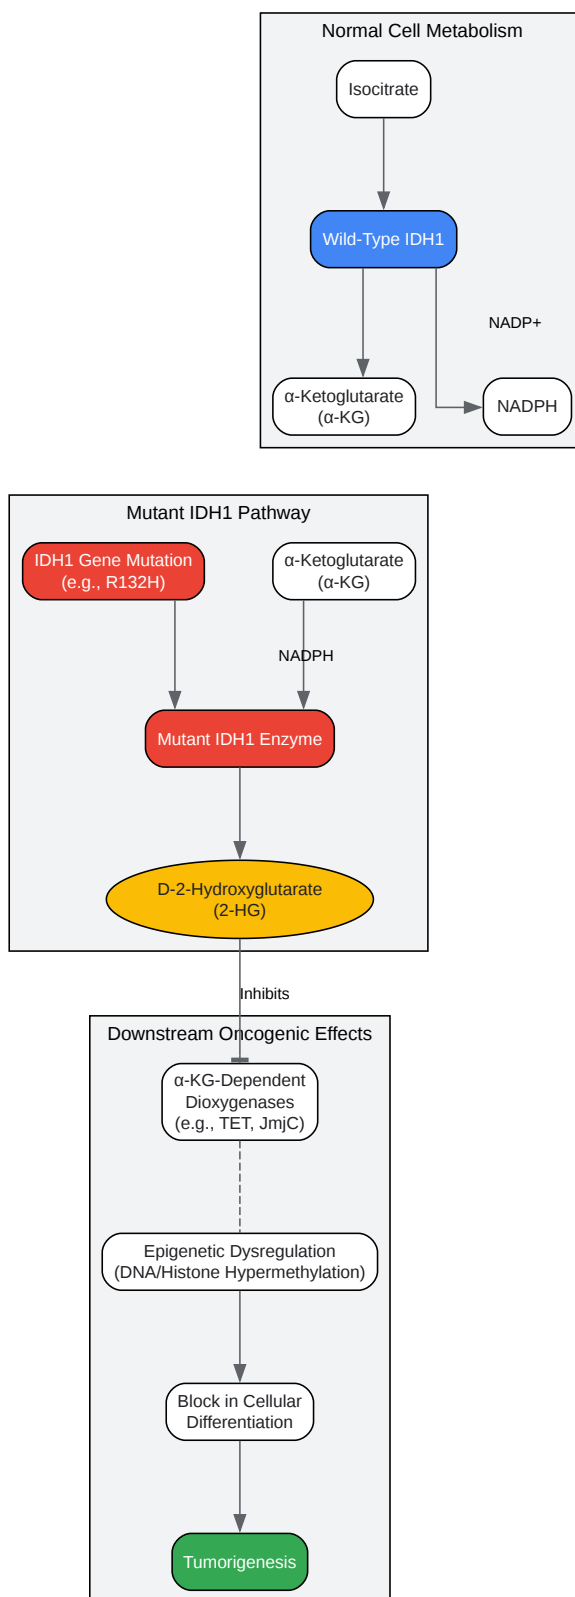 Normal Cell Metabolism
Isocitrate
Wild-Type IDH1
NADP+
α-Ketoglutarate
(α-KG)
NADPH
Mutant IDH1 Pathway
IDH1 Gene Mutation
(e.g., R132H)
α-Ketoglutarate
(α-KG)
NADPH
Mutant IDH1 Enzyme
D-2-Hydroxyglutarate
(2-HG)
Inhibits
Downstream Oncogenic Effects
α-KG-Dependent
Dioxygenases
(e.g., TET, JmjC)
Epigenetic Dysregulation
(DNA/Histone Hypermethylation)
Block in Cellular
Differentiation
Tumorigenesis